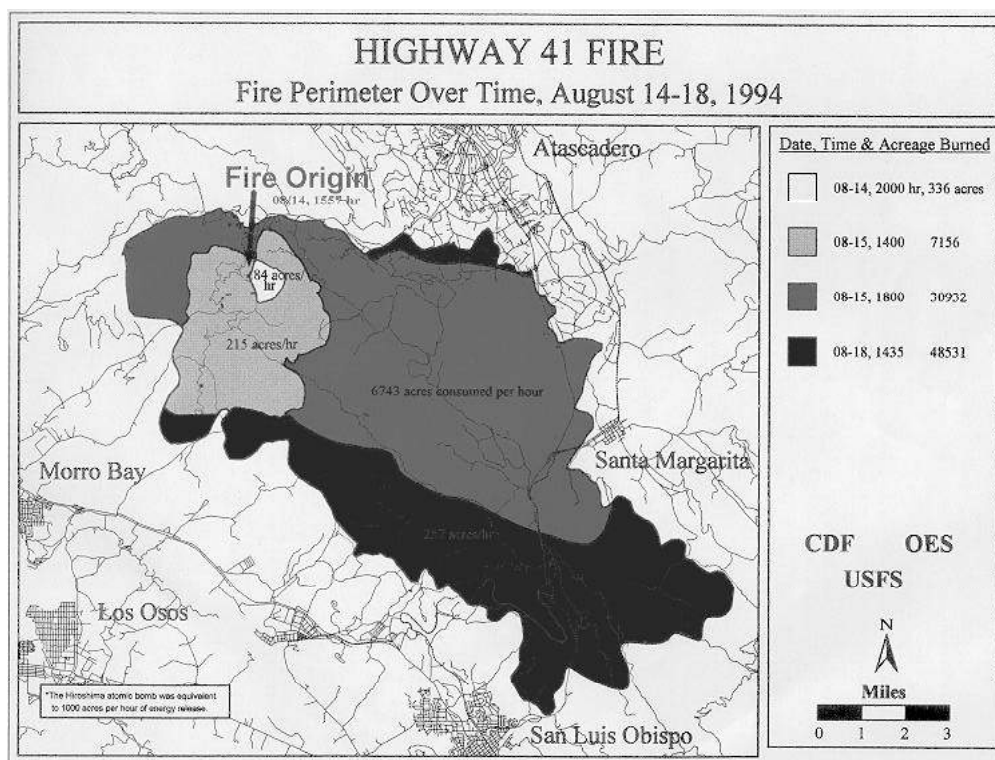 HIGHWAY 41 FIRE
Fire Perimeter Over Time, August 14-18, 1994
Date, Time & Acreage Burned
08-14, 2000 hr, 336 acres
08-15, 1400 7156
08-15, 1800 30932
08-18, 1435 48531
Atascadero
Fire Origin
08/14, 1557 hr
84 acres/
hr
215 acres/hr
6743 acres consumed per hour
Santa Margarita
Morro Bay
257 acres/hr
Los Osos
*The Hiroshima atomic bomb was equivalent
to 1000 acres per hour of energy release.
San Luis Obispo
CDF OES
USFS
N
Miles
0 1 2 3